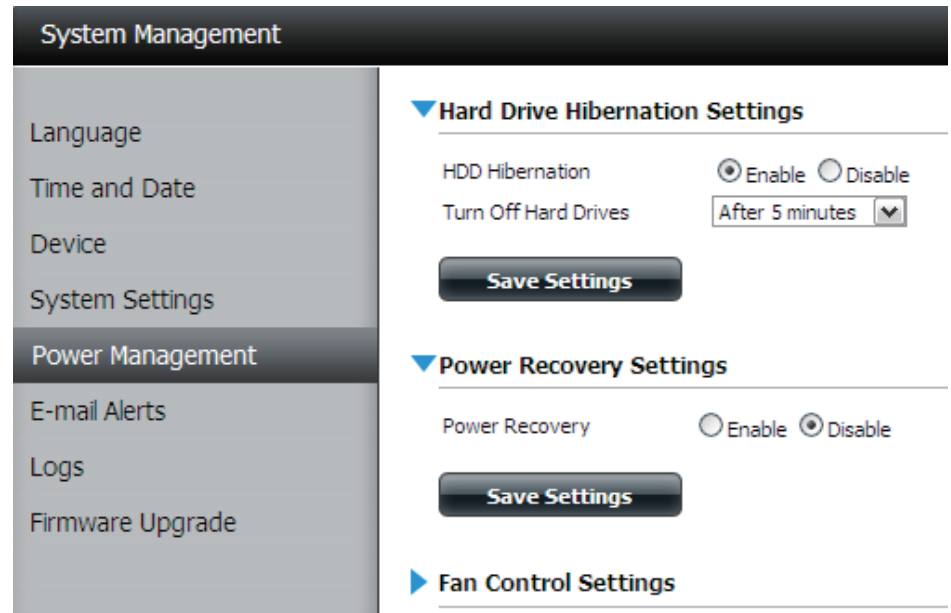 System Management
Language
Time and Date
Device
System Settings
Power Management
E-mail Alerts
Logs
Firmware Upgrade
Hard Drive Hibernation Settings
HDD Hibernation Enable Disable
Turn Off Hard Drives After 5 minutes
Save Settings
Power Recovery Settings
Power Recovery Enable Disable
Save Settings
Fan Control Settings